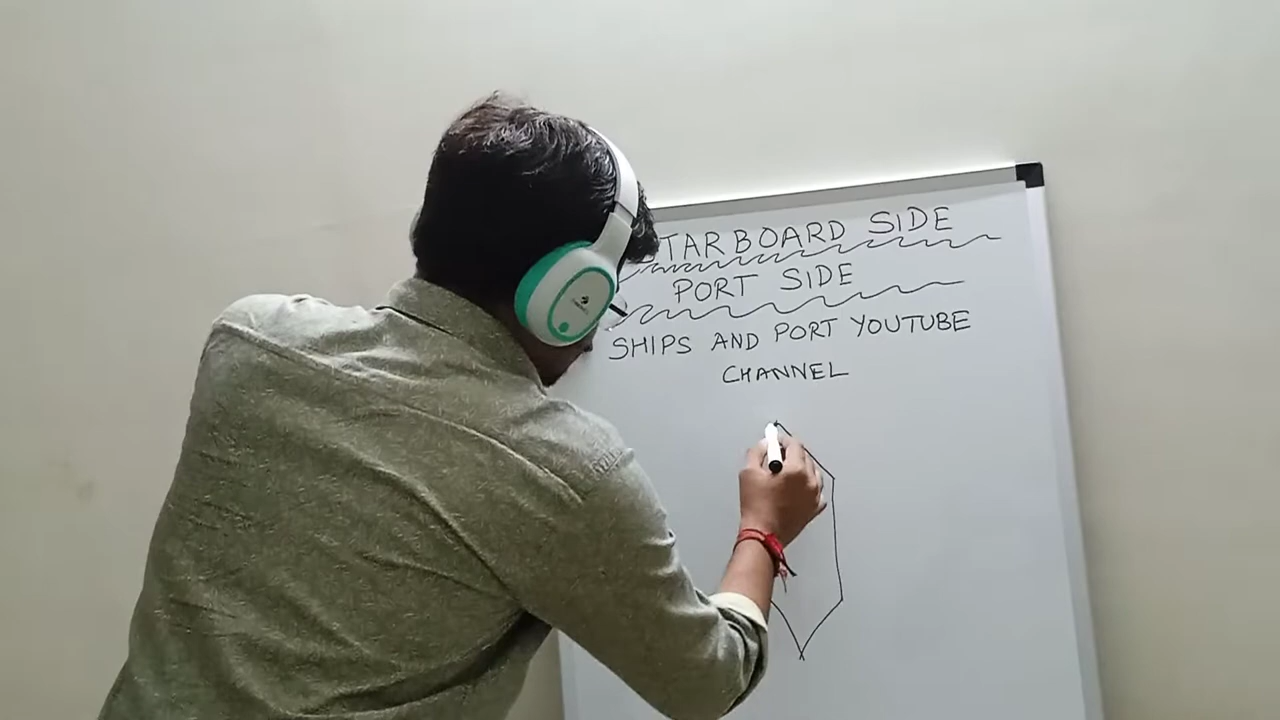 TARBOARD SIDE
PORT SIDE
SHIPS AND PORT YOUTUBE
CHANNEL